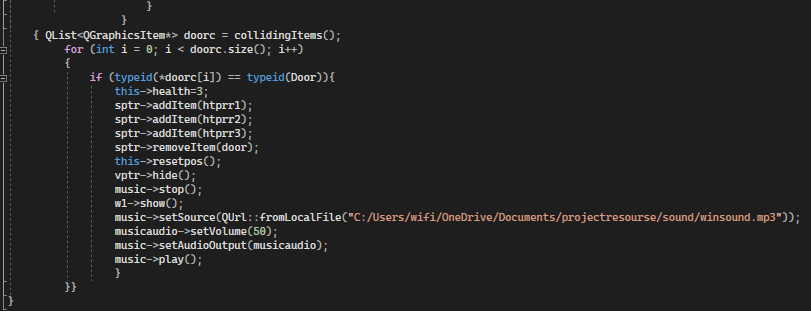 }
}
{ QList<QGraphicsItem*> doorc = collidingItems();
for (int i = 0; i < doorc.size(); i++)
{
if (typeid(*doorc[i]) == typeid(Door)){
this->health=3;
sptr->addItem(htprr1);
sptr->addItem(htprr2);
sptr->addItem(htprr3);
sptr->removeItem(door);
this->resetpos();
vptr->hide();
music->stop();
w1->show();
music->setSource(QUrl::fromLocalFile("C:/Users/wifi/OneDrive/Documents/projectresourse/sound/winsound.mp3"));
musicaudio->setVolume(50);
music->setAudioOutput(musicaudio);
music->play();
}
}}
}